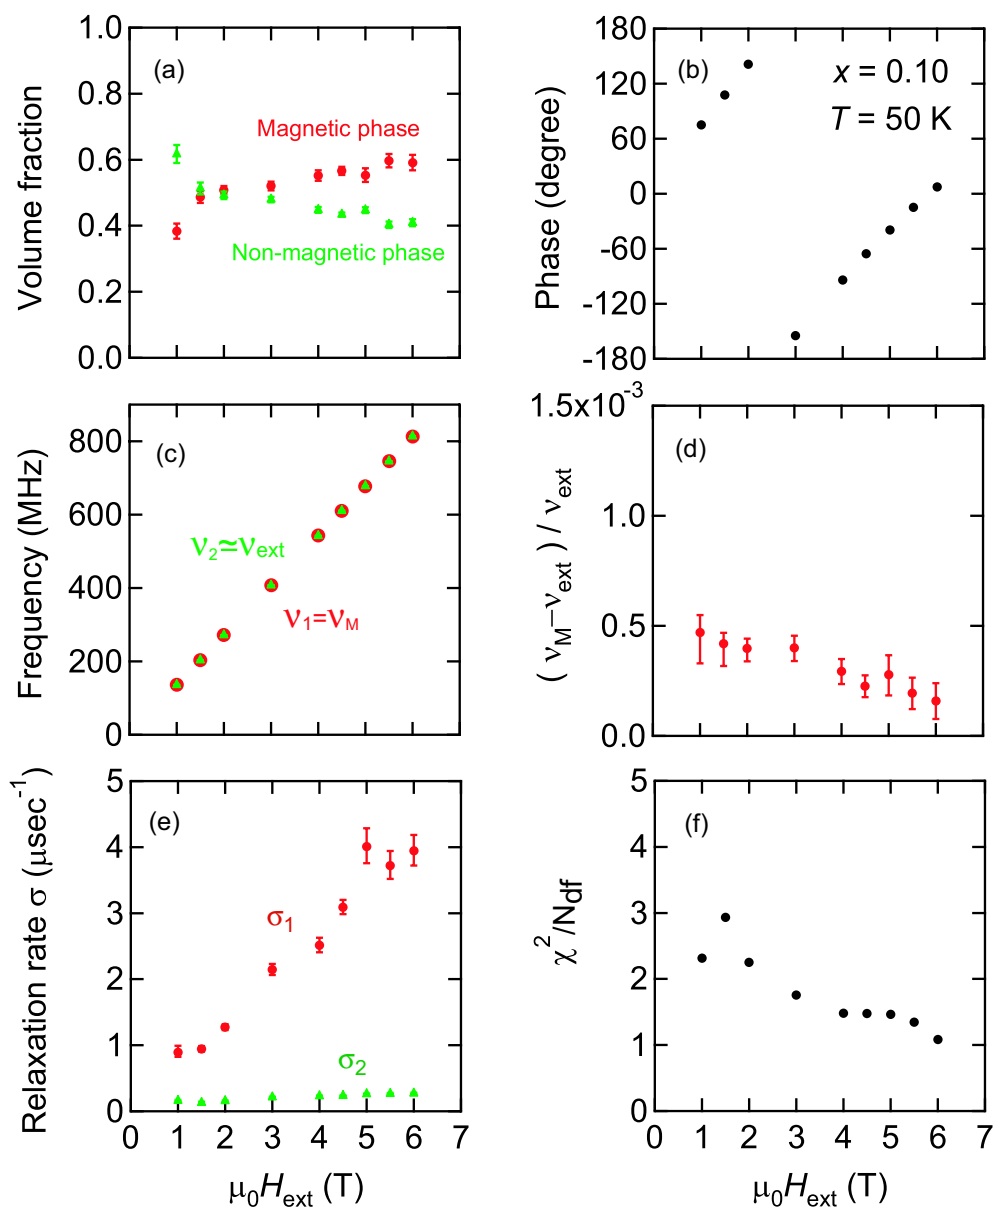 1.0
0.8
0.6
0.4
0.2
0.0
Volume fraction
(a)
Magnetic phase
Non-magnetic phase
180
120
60
0
-60
-120
-180
Phase (degree)
(b)
x = 0.10
T = 50 K
800
600
400
200
0
Frequency (MHz)
(c)
ν₂≃νext
ν₁=νM
1.5x10⁻³
1.0
0.5
0.0
( νM–νext ) / νext
(d)
5
4
3
2
1
0
Relaxation rate σ (μsec⁻¹)
(e)
σ₁
σ₂
0 1 2 3 4 5 6 7
μ₀Hext (T)
5
4
3
2
1
0
χ²/Ndf
(f)
0 1 2 3 4 5 6 7
μ₀Hext (T)